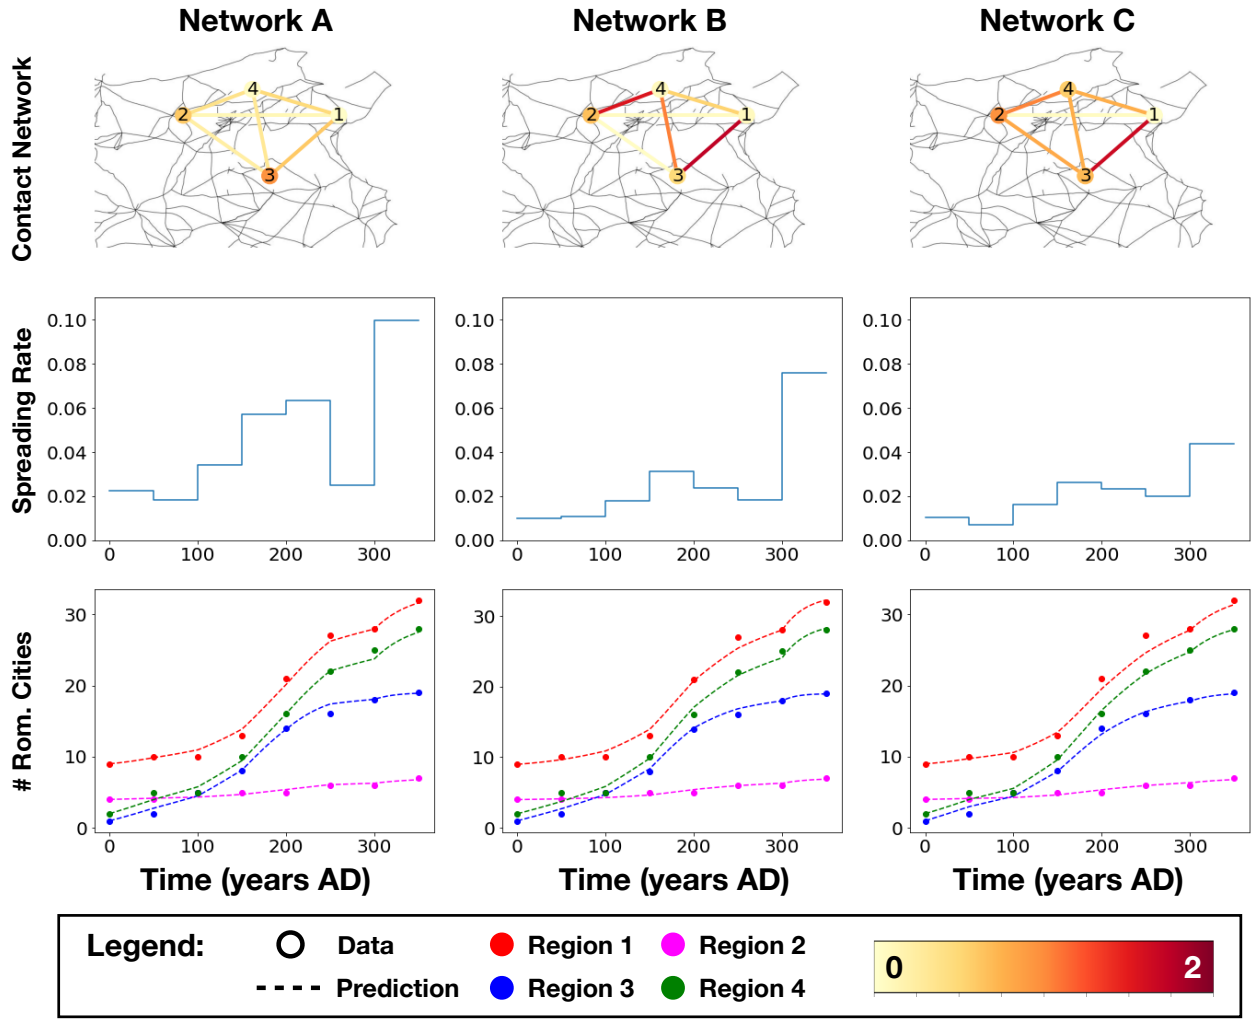 Network A
Network B
Network C
Contact Network
4
2
1
3
4
2
1
3
4
2
1
3
Spreading Rate
0.10
0.08
0.06
0.04
0.02
0.00
0 100 200 300
0.10
0.08
0.06
0.04
0.02
0.00
0 100 200 300
0.10
0.08
0.06
0.04
0.02
0.00
0 100 200 300
# Rom. Cities
30
20
10
0
0 100 200 300
Time (years AD)
30
20
10
0
0 100 200 300
Time (years AD)
30
20
10
0
0 100 200 300
Time (years AD)
Legend:
Data
Prediction
Region 1
Region 2
Region 3
Region 4
0
2